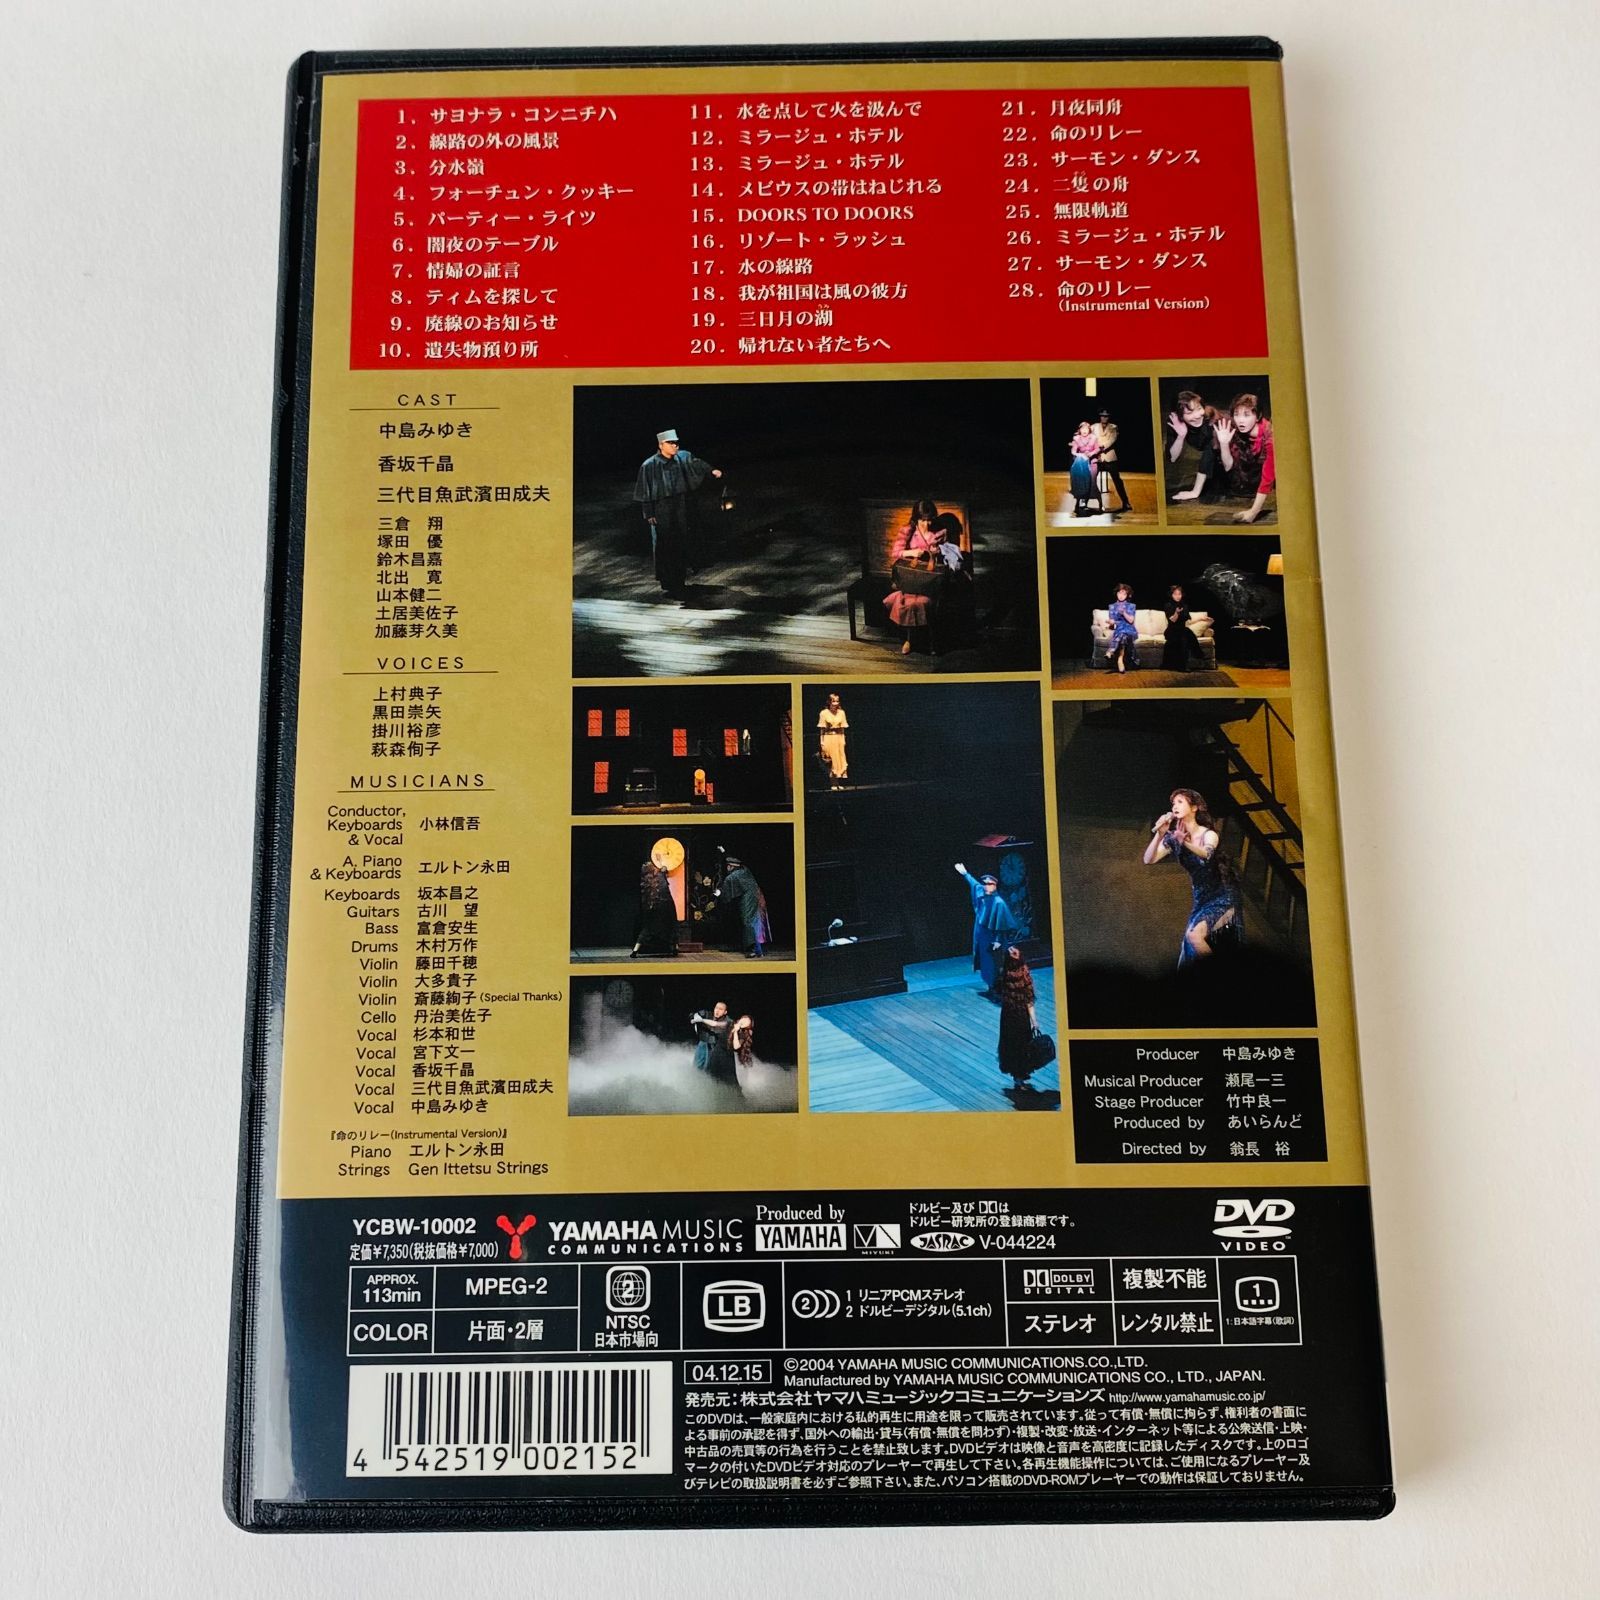 1. サヨナラ・コンニチハ
2. 線路の外の風景
3. 分水嶺
4. フォーチュン・クッキー
5. パーティー・ライツ
6. 闇夜のテーブル
7. 情婦の証言
8. ティムを探して
9. 廃線のお知らせ
10. 遺失物預り所
11. 水を点して火を汲んで
12. ミラージュ・ホテル
13. ミラージュ・ホテル
14. メビウスの帯はねじれる
15. DOORS TO DOORS
16. リゾート・ラッシュ
17. 水の線路
18. 我が祖国は風の彼方
19. 三日月の湖
20. 帰れない者たちへ
21. 月夜同舟
22. 命のリレー
23. サーモン・ダンス
24. 二隻の舟
25. 無限軌道
26. ミラージュ・ホテル
27. サーモン・ダンス
28. 命のリレー
(Instrumental Version)
CAST
中島みゆき
香坂千晶
三代目魚武濱田成夫
三倉 翔
塚田 優
鈴木昌嘉
北出 寛
山本健二
土居美佐子
加藤芽久美
VOICES
上村典子
黒田崇矢
掛川裕彦
萩森侚子
MUSICIANS
Conductor,
Keyboards 小林信吾
& Vocal
A. Piano
& Keyboards エルトン永田
Keyboards 坂本昌之
Guitars 古川 望
Bass 富倉安生
Drums 木村万作
Violin 藤田千穂
Violin 大多貴子
Violin 斎藤絢子 (Special Thanks)
Cello 丹治美佐子
Vocal 杉本和世
Vocal 宮下文一
Vocal 香坂千晶
Vocal 三代目魚武濱田成夫
Vocal 中島みゆき
『命のリレー(Instrumental Version)』
Piano エルトン永田
Strings Gen Ittetsu Strings
Producer 中島みゆき
Musical Producer 瀬尾一三
Stage Producer 竹中良一
Produced by あいらんど
Directed by 翁長 裕
YCBW-10002
定価¥7,350(税抜価格¥7,000)
YAMAHA MUSIC
COMMUNICATIONS
Produced by
YAMAHA
MIYUKI
ドルビー及び は
ドルビー研究所の登録商標です。
JASRAC V-044224
DVD
VIDEO
APPROX.
113min
MPEG-2
COLOR
片面・2層
2
NTSC
日本市場向
LB
2
1 リニアPCMステレオ
2 ドルビーデジタル(5.1ch)
DOLBY
DIGITAL
ステレオ
複製不能
レンタル禁止
1
1:日本語字幕(歌詞)
4 542519 002152
04.12.15
©2004 YAMAHA MUSIC COMMUNICATIONS.CO.,LTD.
Manufactured by YAMAHA MUSIC COMMUNICATIONS CO., LTD., JAPAN.
発売元:株式会社ヤマハミュージックコミュニケーションズ http://www.yamahamusic.co.jp/
このDVDは、一般家庭内における私的再生に用途を限って販売されています。従って有償・無償に拘らず、権利者の書面に
よる事前の承認を得ず、国外への輸出・貸与(有償・無償を問わず)・複製・改変・放送・インターネット等による公衆送信・上映・
中古品の売買等の行為を行うことを禁止致します。DVDビデオは映像と音声を高密度に記録したディスクです。上のロゴ
マークの付いたDVDビデオ対応のプレーヤーで再生して下さい。各再生機能操作については、ご使用になるプレーヤー及
びテレビの取扱説明書を必ずご参照下さい。また、パソコン搭載のDVD-ROMプレーヤーでの動作は保証しておりません。